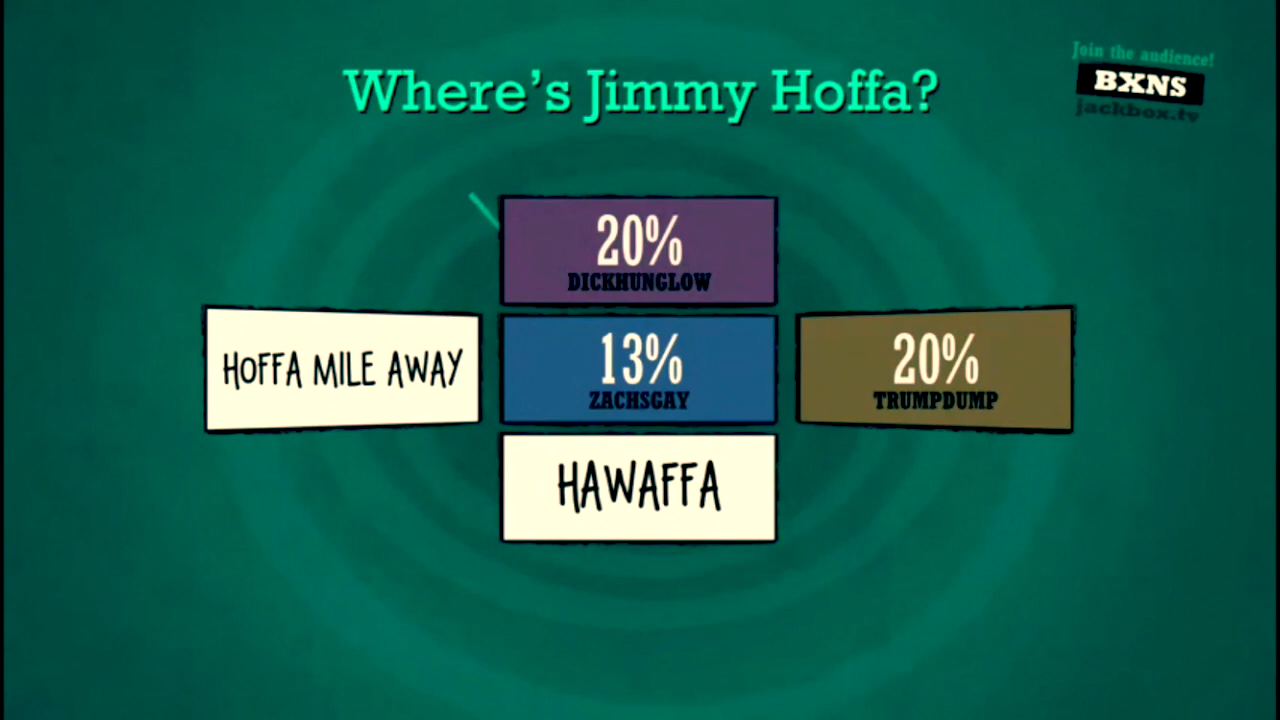 Where's Jimmy Hoffa?
Join the audience!
BXNS
jackbox.tv
20%
DICKHUNGLOW
HOFFA MILE AWAY
13%
ZACHSGAY
20%
TRUMPDUMP
HAWAFFA